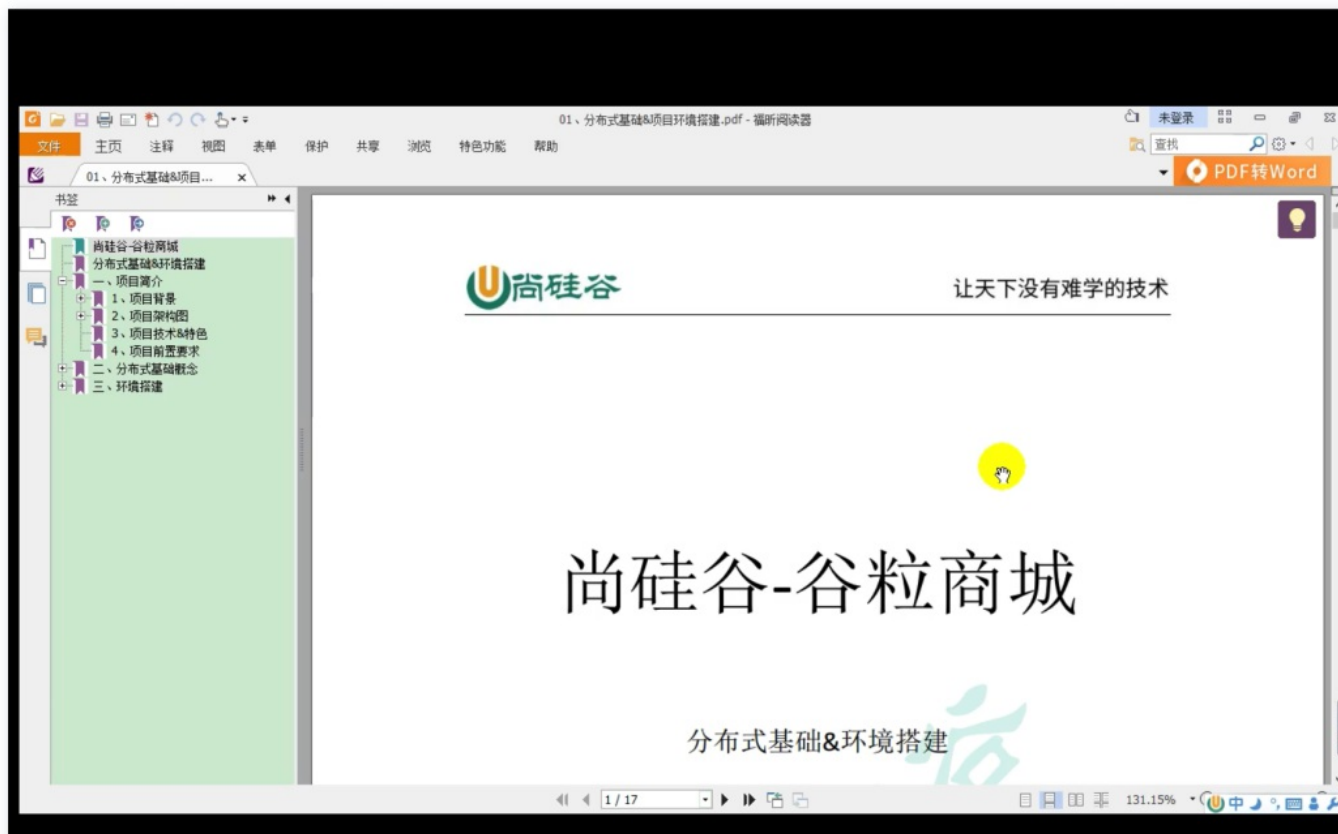 01、分布式基础&项目环境搭建.pdf - 福昕阅读器
未登录
文件 主页 注释 视图 表单 保护 共享 浏览 特色功能 帮助
查找
01、分布式基础&项目...
PDF转Word
书签
尚硅谷-谷粒商城
分布式基础&环境搭建
一、项目简介
1、项目背景
2、项目架构图
3、项目技术&特色
4、项目前置要求
二、分布式基础概念
三、环境搭建
尚硅谷
让天下没有难学的技术
尚硅谷-谷粒商城
分布式基础&环境搭建
1 / 17
131.15%
中